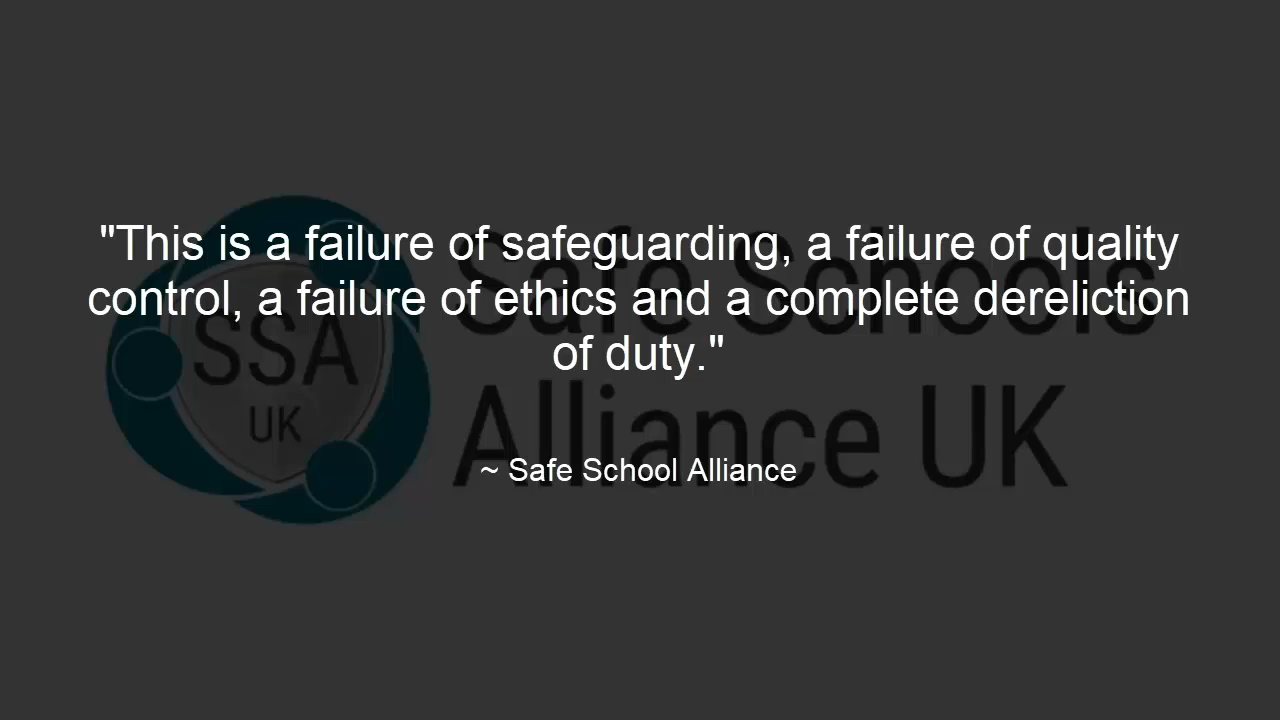 "This is a failure of safeguarding, a failure of quality
control, a failure of ethics and a complete dereliction
of duty."
~ Safe School Alliance
SSA
UK
Safe Schools
Alliance UK